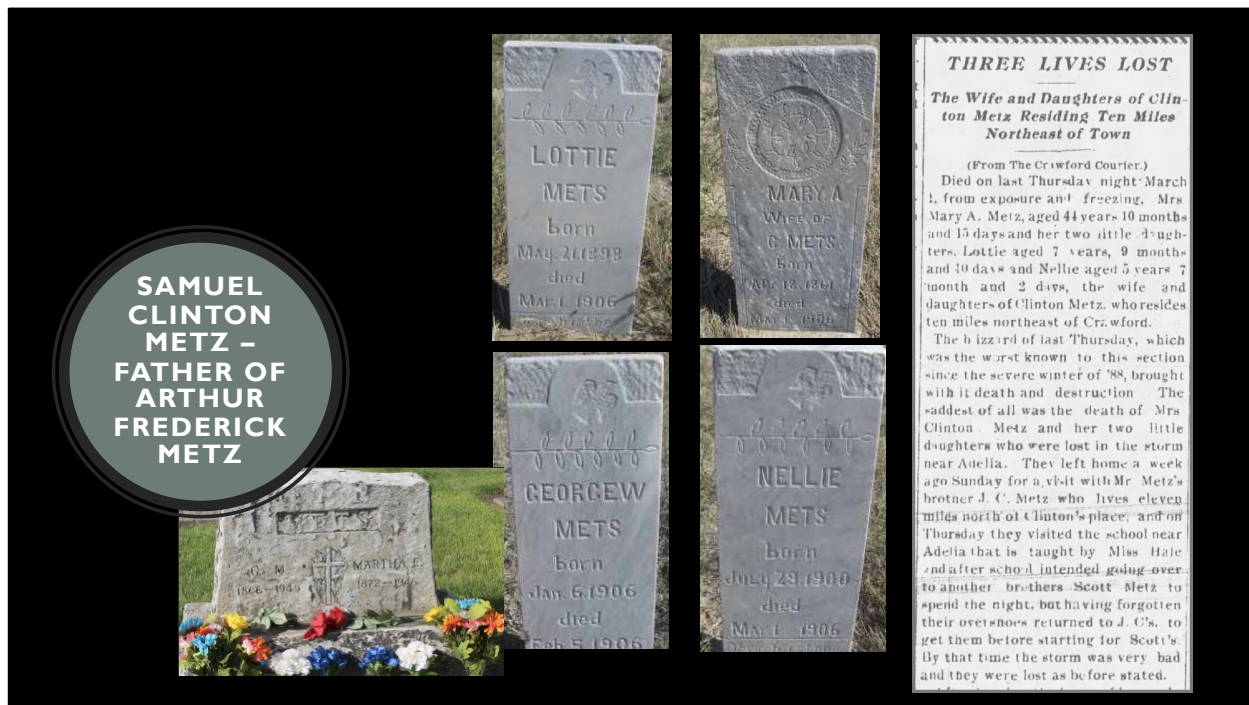 SAMUEL
CLINTON
METZ –
FATHER OF
ARTHUR
FREDERICK
METZ
LOTTIE
METS
born
May. 21. 1898
died
Mar. 1. 1906
MARY. A
WIFE OF
C. METS
born
Apr. 18. 1861
died
Mar. 1 1906
GEORGE W
METS
born
Jan. 6. 1906
died
Feb 5. 1906
NELLIE
METS
born
July 29. 1900
died
Mar. 1 1906
METS
MARTHA E.
1866-1946
1872-
THREE LIVES LOST
The Wife and Daughters of Clin-
ton Metz Residing Ten Miles
Northeast of Town
(From The Crawford Courier.)
Died on last Thursday night March
1, from exposure and freezing, Mrs
Mary A. Metz, aged 44 years 10 months
and 15 days and her two little daugh-
ters, Lottie aged 7 years, 9 months
and 10 days and Nellie aged 5 years 7
month and 2 days, the wife and
daughters of Clinton Metz, who resides
ten miles northeast of Crawford.
The blizzard of last Thursday, which
was the worst known to this section
since the severe winter of '88, brought
with it death and destruction The
saddest of all was the death of Mrs
Clinton Metz and her two little
daughters who were lost in the storm
near Adelia. They left home a week
ago Sunday for a visit with Mr Metz's
brother J. C. Metz who lives eleven
miles north of Clinton's place, and on
Thursday they visited the school near
Adelia that is taught by Miss Hale
and after school intended going over
to another brothers Scott Metz to
spend the night, but having forgotten
their overshoes returned to J. C's. to
get them before starting for Scott's.
By that time the storm was very bad
and they were lost as before stated.